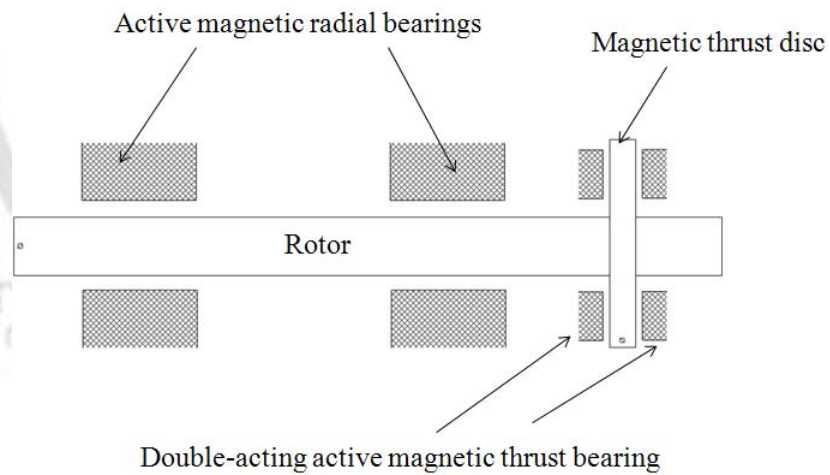 Active magnetic radial bearings
Magnetic thrust disc
Rotor
Double-acting active magnetic thrust bearing